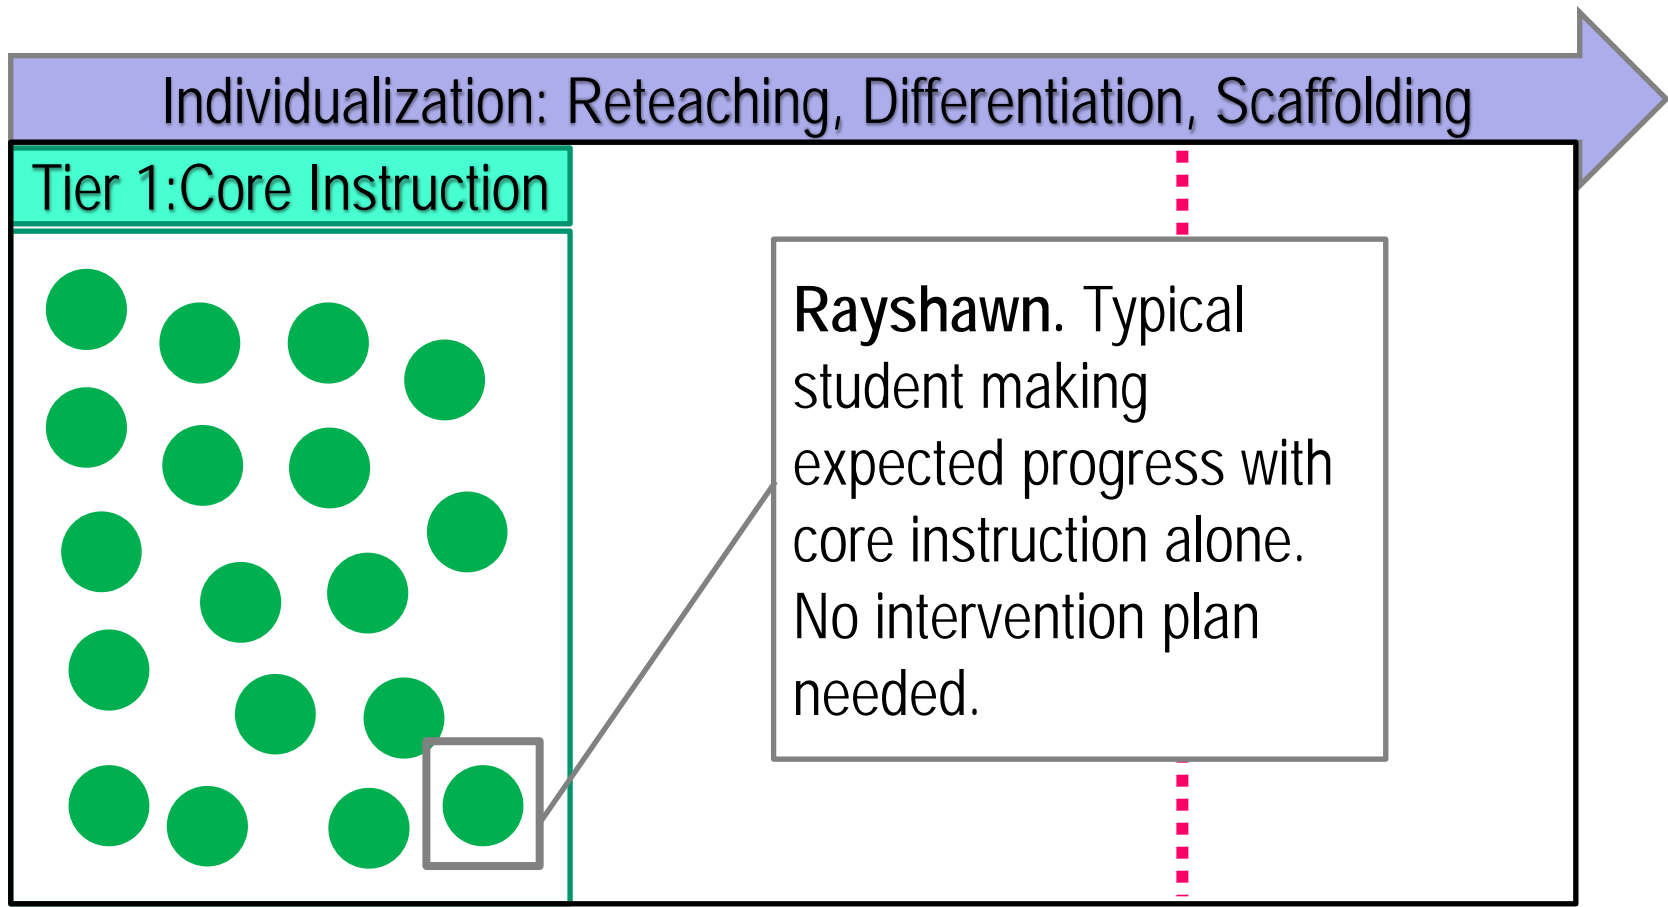 Individualization: Reteaching, Differentiation, Scaffolding
Tier 1:Core Instruction
Rayshawn. Typical
student making
expected progress with
core instruction alone.
No intervention plan
needed.